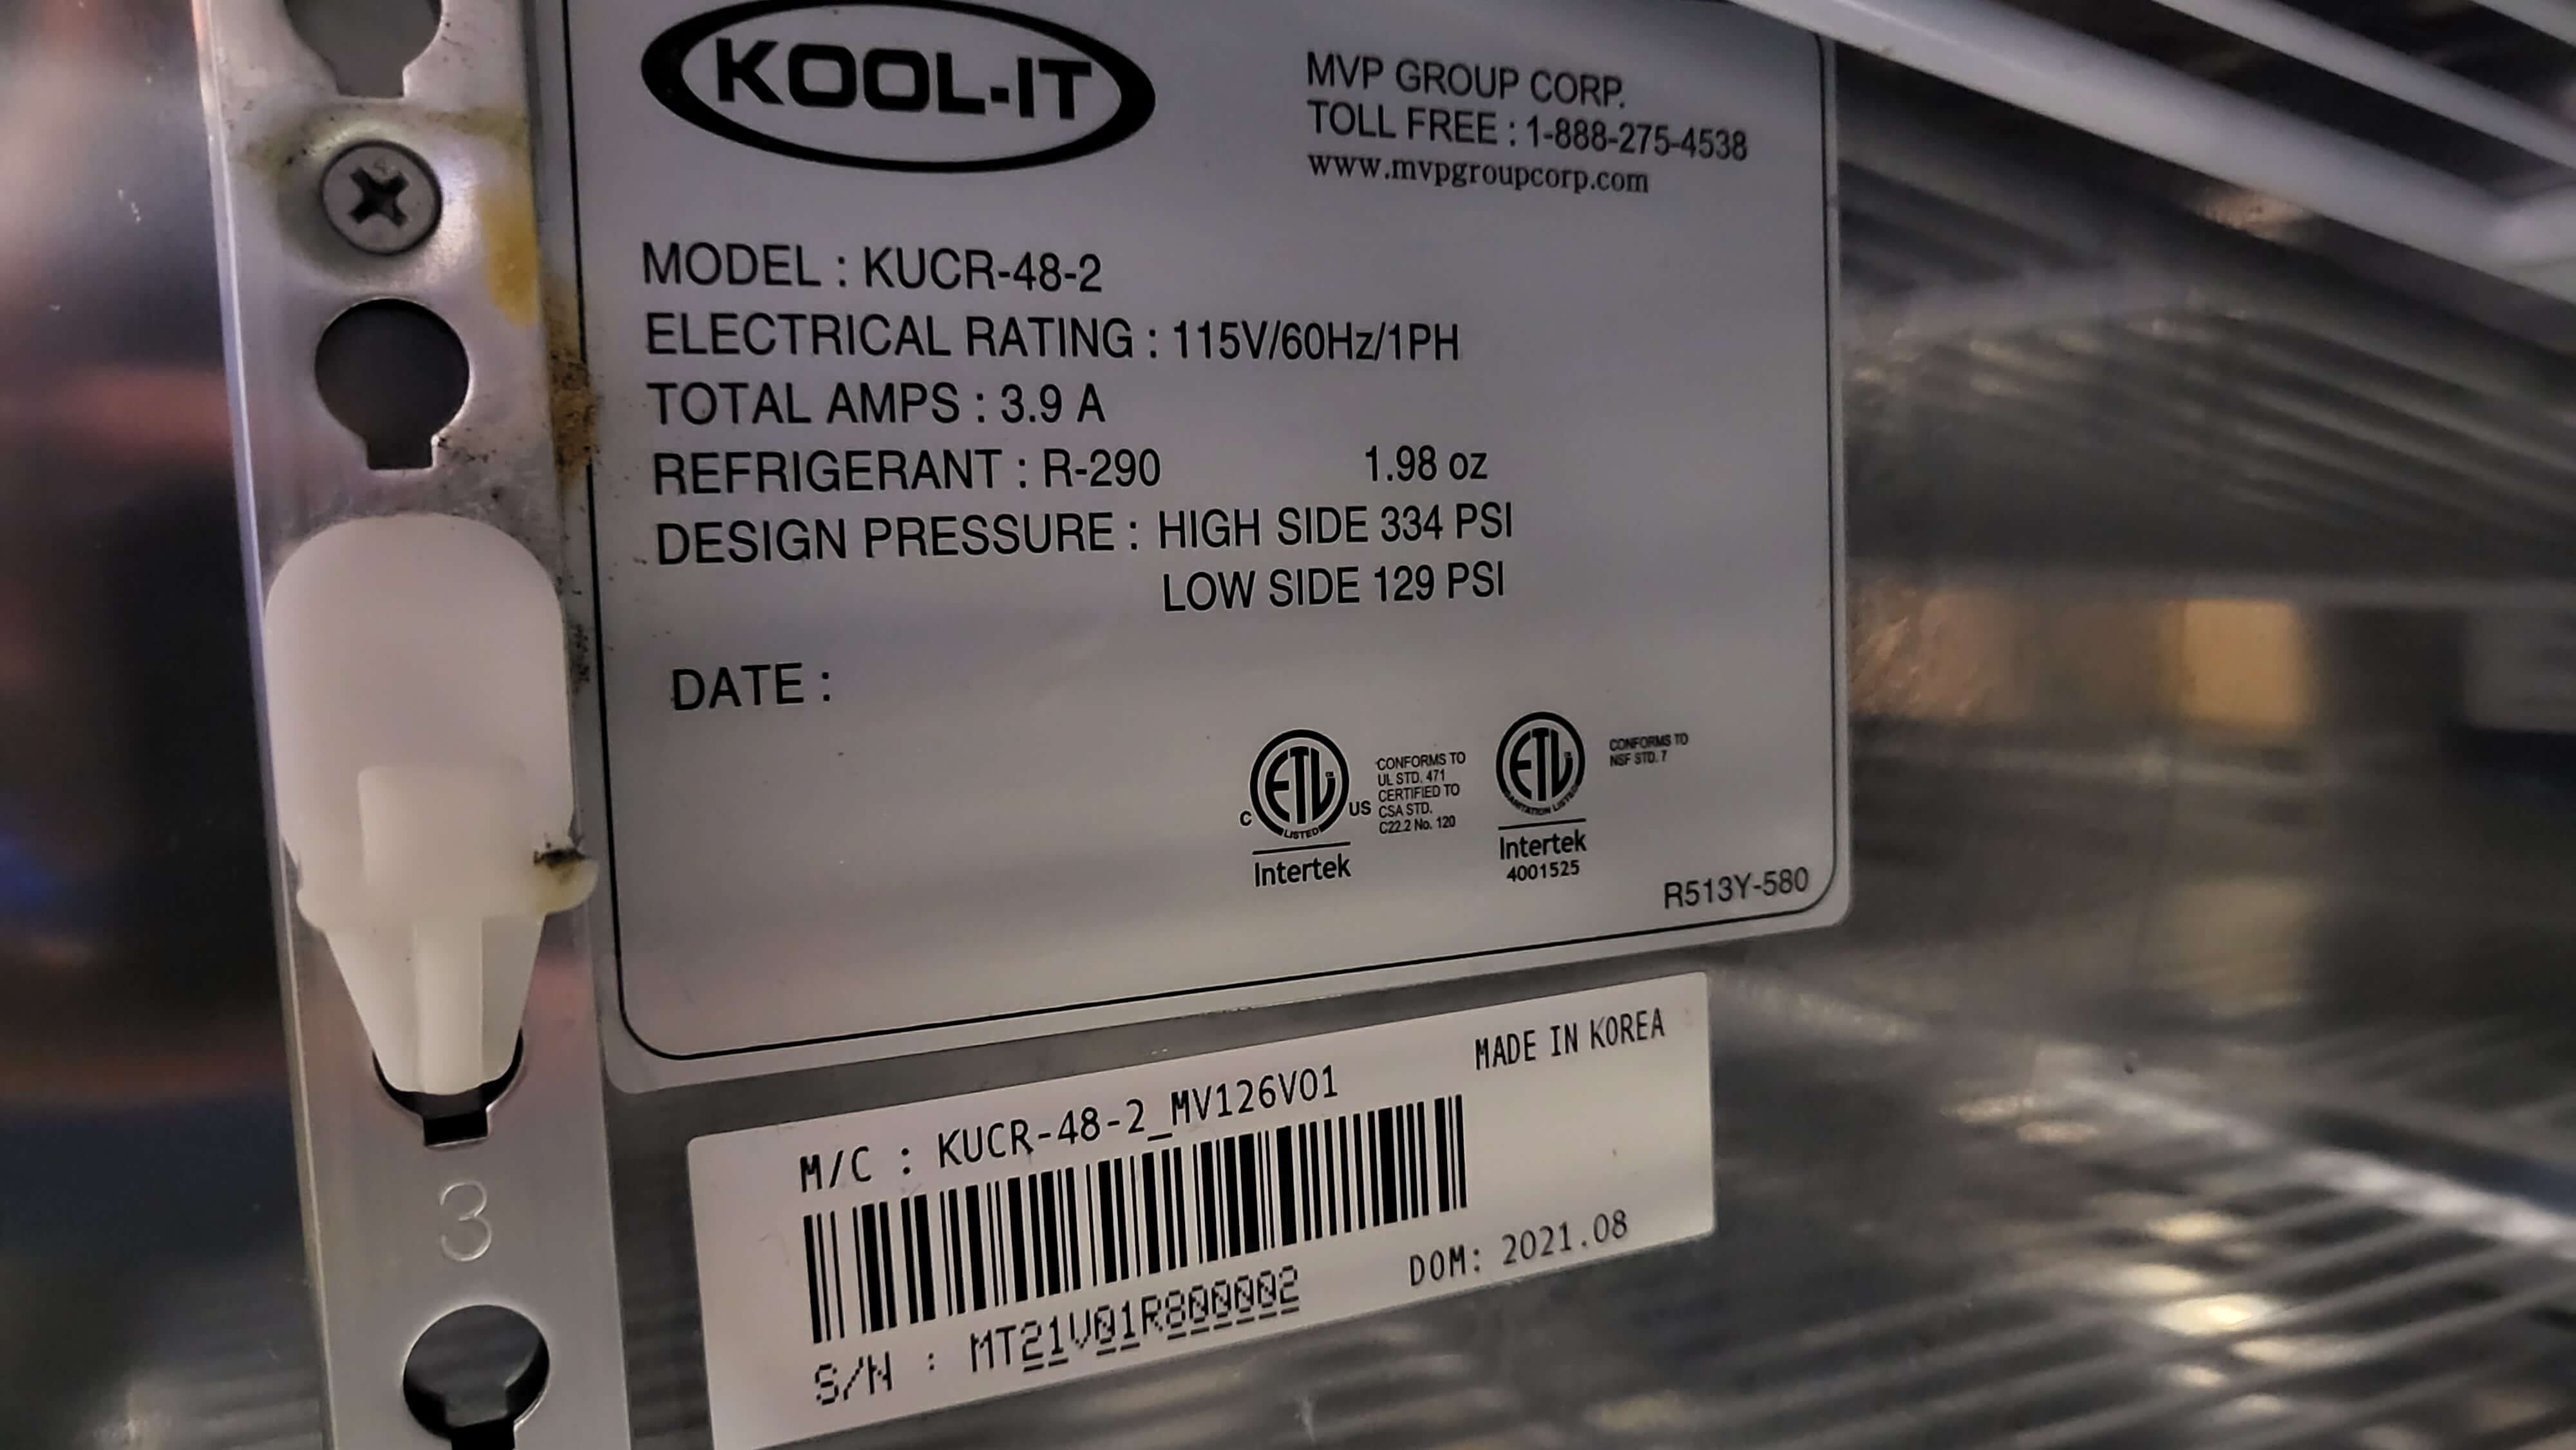 KOOL-IT
MVP GROUP CORP.
TOLL FREE : 1-888-275-4538
www.mvpgroupcorp.com
MODEL : KUCR-48-2
ELECTRICAL RATING : 115V/60Hz/1PH
TOTAL AMPS : 3.9 A
REFRIGERANT : R-290 1.98 oz
DESIGN PRESSURE : HIGH SIDE 334 PSI
LOW SIDE 129 PSI
DATE :
C ETL US
LISTED
Intertek
CONFORMS TO
UL STD. 471
CERTIFIED TO
CSA STD.
C22.2 No. 120
ETL
SANITATION LISTED
Intertek
4001525
CONFORMS TO
NSF STD. 7
R513Y-580
MADE IN KOREA
M/C : KUCR-48-2_MV126V01
S/N : MT21V01R800002
DOM: 2021.08
3